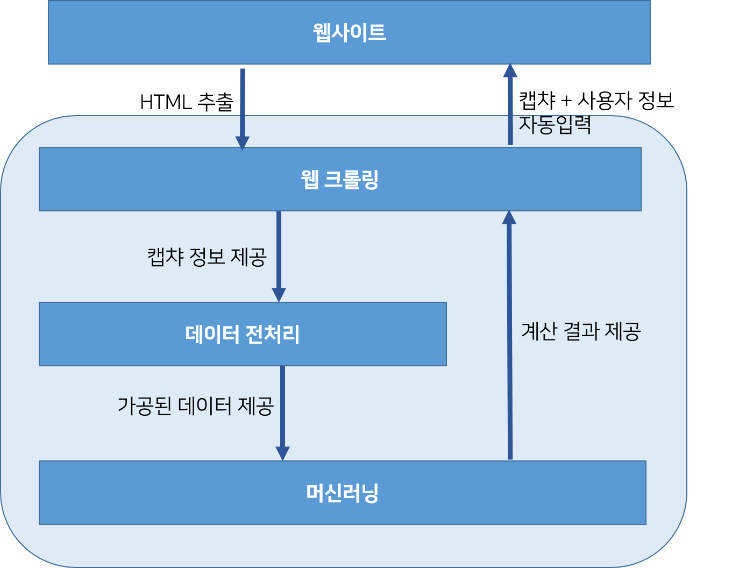 웹사이트
HTML 추출
캡챠 + 사용자 정보
자동입력
웹 크롤링
캡챠 정보 제공
데이터 전처리
계산 결과 제공
가공된 데이터 제공
머신러닝